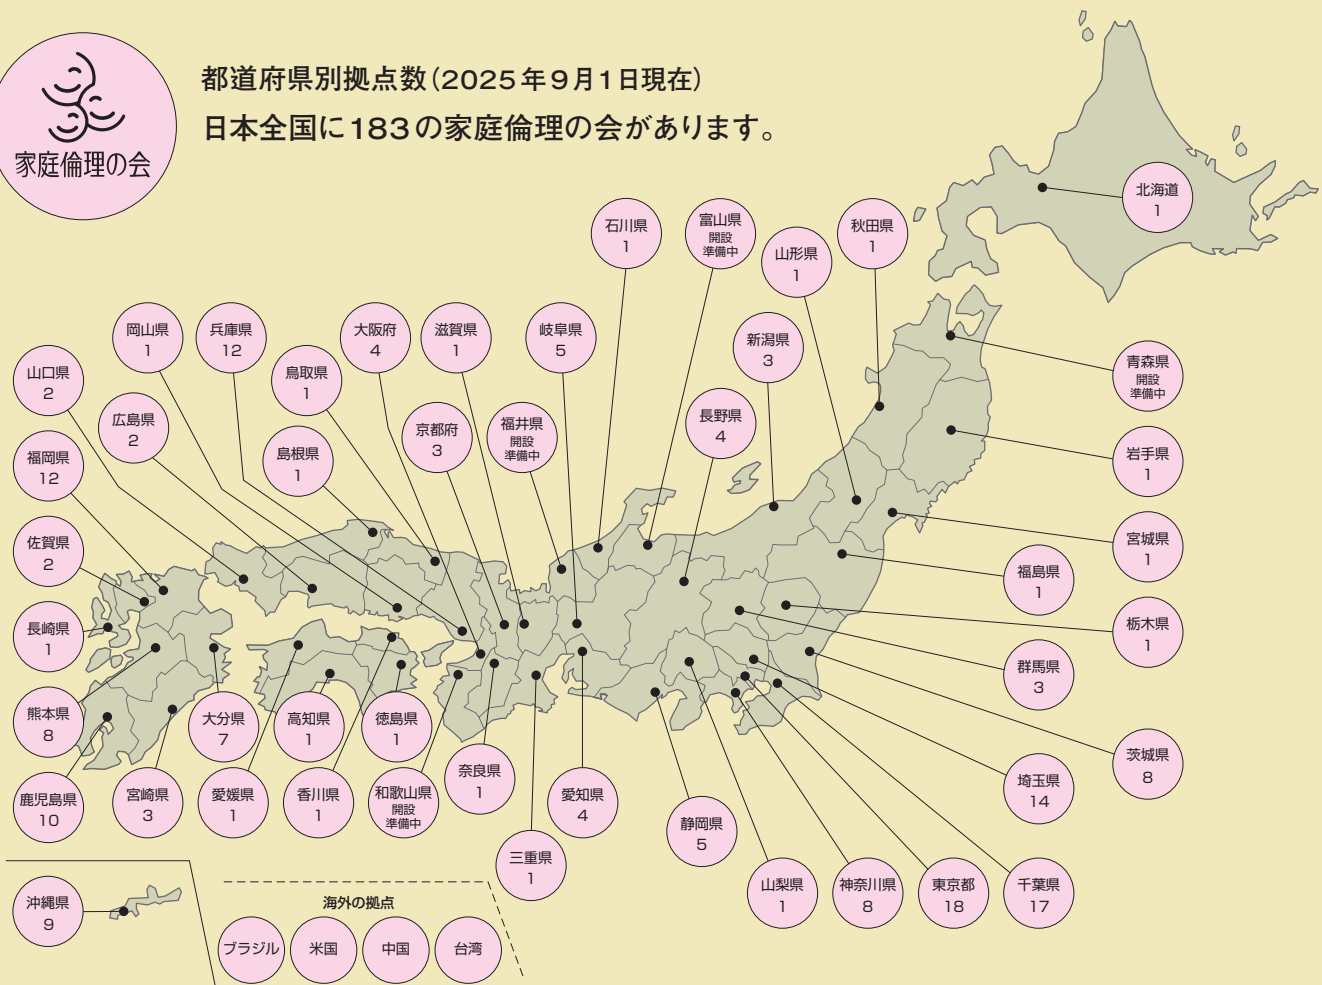 家庭倫理の会
都道府県別拠点数(2025年9月1日現在)
日本全国に183の家庭倫理の会があります。
北海道
1
石川県
1
富山県
開設
準備中
山形県
1
秋田県
1
岡山県
1
兵庫県
12
大阪府
4
滋賀県
1
岐阜県
5
新潟県
3
青森県
開設
準備中
山口県
2
鳥取県
1
広島県
2
京都府
3
福井県
開設
準備中
長野県
4
岩手県
1
福岡県
12
島根県
1
宮城県
1
佐賀県
2
福島県
1
長崎県
1
栃木県
1
群馬県
3
熊本県
8
大分県
7
高知県
1
徳島県
1
茨城県
8
鹿児島県
10
宮崎県
3
愛媛県
1
香川県
1
和歌山県
開設
準備中
奈良県
1
愛知県
4
静岡県
5
埼玉県
14
三重県
1
山梨県
1
神奈川県
8
東京都
18
千葉県
17
沖縄県
9
海外の拠点
ブラジル
米国
中国
台湾